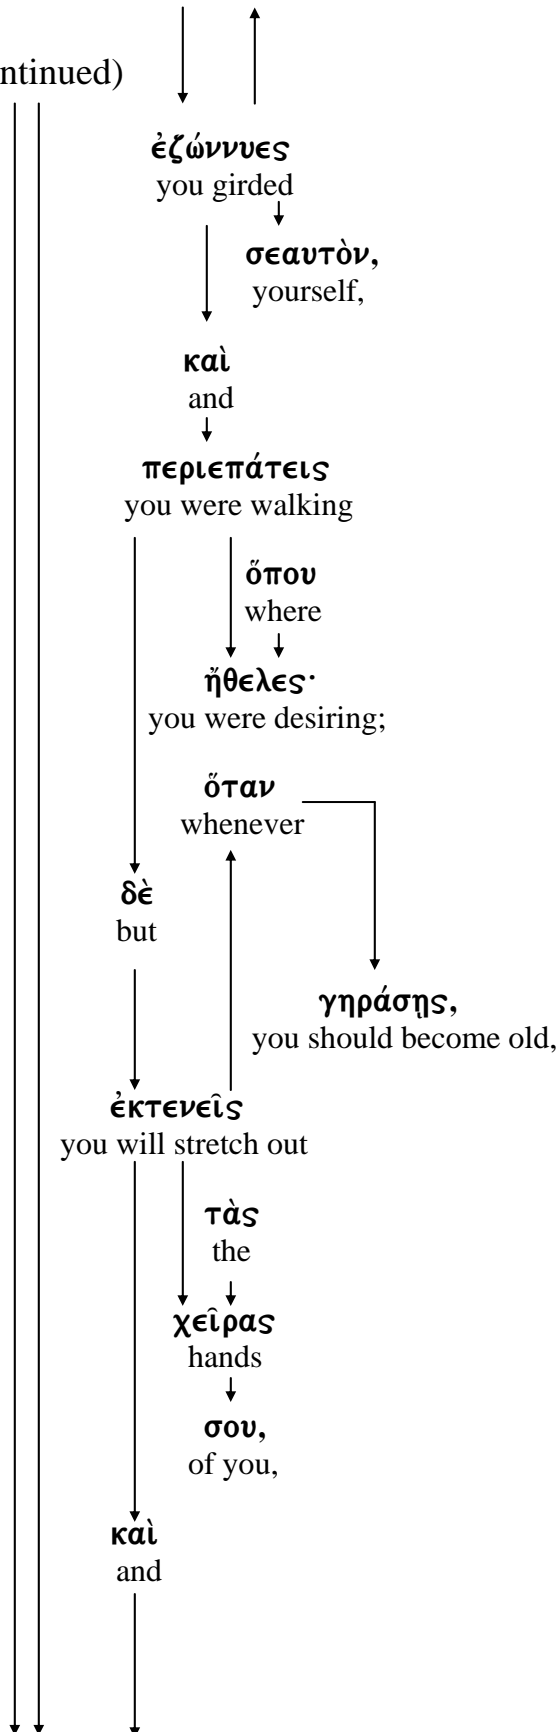 ntinued)
ἐζώννυες
you girded
σεαυτὸν,
yourself,
καὶ
and
περιεπάτεις
you were walking
ὅπου
where
ἤθελες·
you were desiring;
ὅταν
whenever
δὲ
but
γηράσῃς,
you should become old,
ἐκτενεῖς
you will stretch out
τὰς
the
χεῖρας
hands
σου,
of you,
καὶ
and